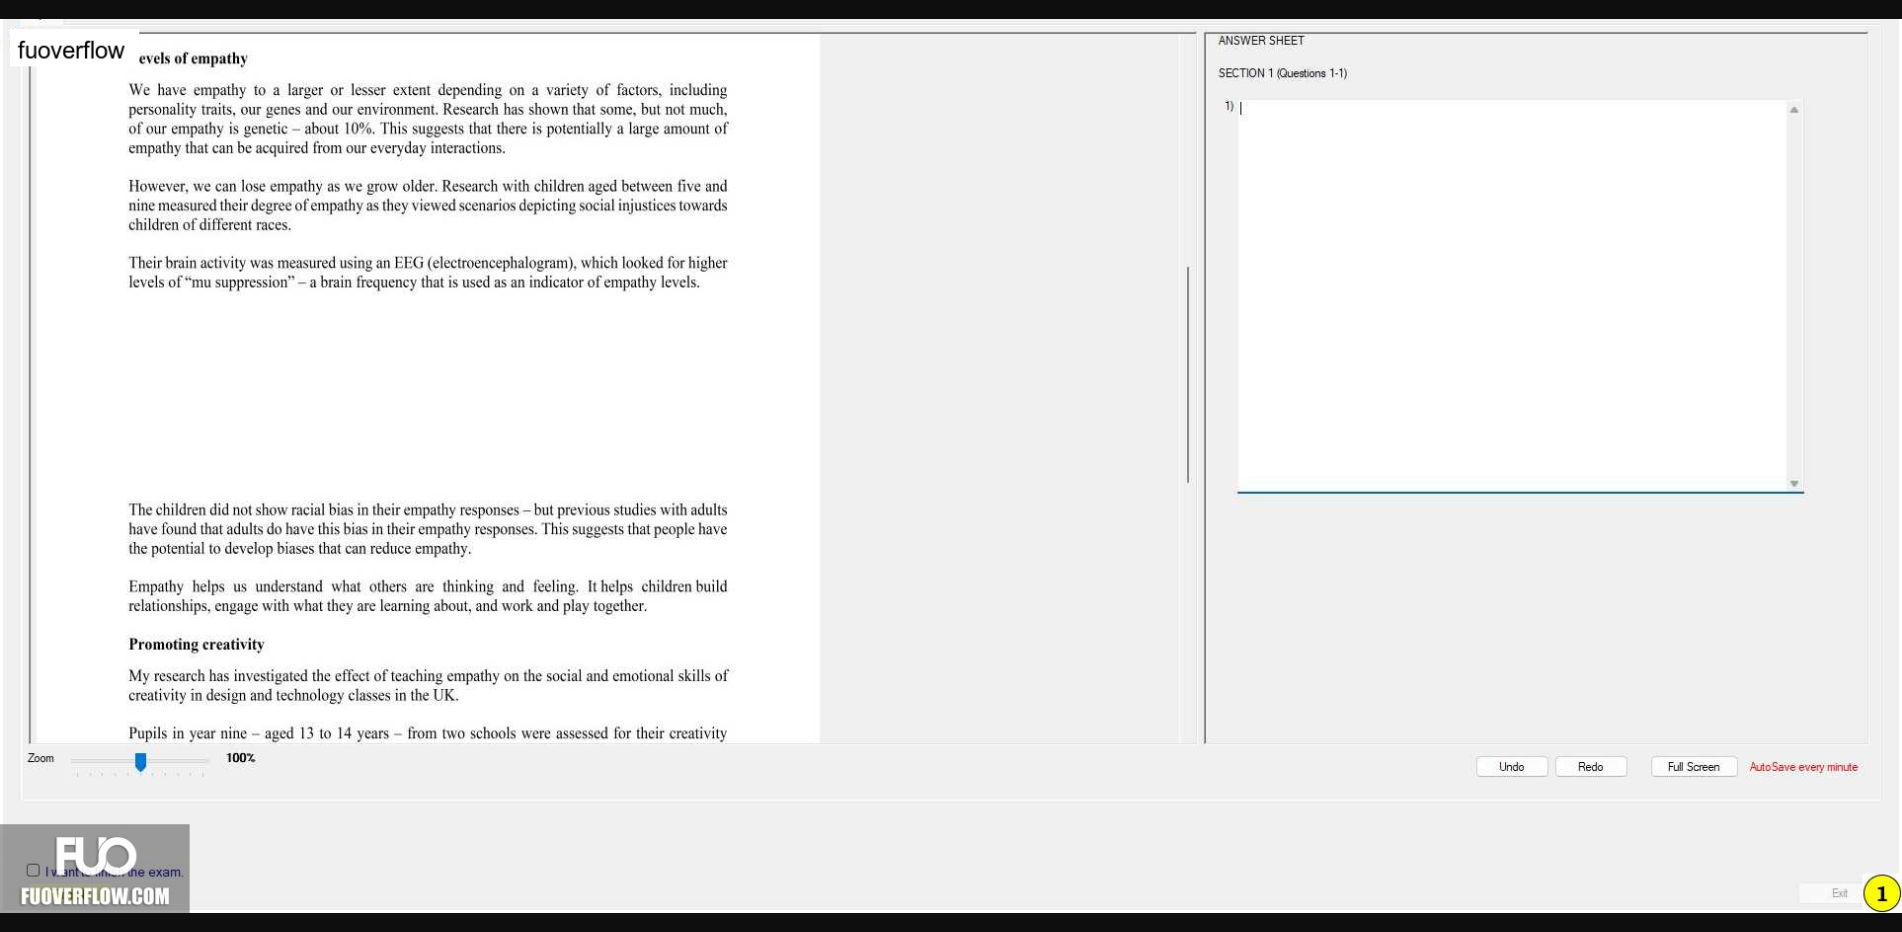 fuoverflow
evels of empathy
We have empathy to a larger or lesser extent depending on a variety of factors, including
personality traits, our genes and our environment. Research has shown that some, but not much,
of our empathy is genetic – about 10%. This suggests that there is potentially a large amount of
empathy that can be acquired from our everyday interactions.
However, we can lose empathy as we grow older. Research with children aged between five and
nine measured their degree of empathy as they viewed scenarios depicting social injustices towards
children of different races.
Their brain activity was measured using an EEG (electroencephalogram), which looked for higher
levels of “mu suppression” – a brain frequency that is used as an indicator of empathy levels.
The children did not show racial bias in their empathy responses – but previous studies with adults
have found that adults do have this bias in their empathy responses. This suggests that people have
the potential to develop biases that can reduce empathy.
Empathy helps us understand what others are thinking and feeling. It helps children build
relationships, engage with what they are learning about, and work and play together.
Promoting creativity
My research has investigated the effect of teaching empathy on the social and emotional skills of
creativity in design and technology classes in the UK.
Pupils in year nine – aged 13 to 14 years – from two schools were assessed for their creativity
ANSWER SHEET
SECTION 1 (Questions 1-1)
1)
Zoom
100%
Undo
Redo
Full Screen
AutoSave every minute
FUO
I want to finish the exam.
FUOVERFLOW.COM
Exit
1